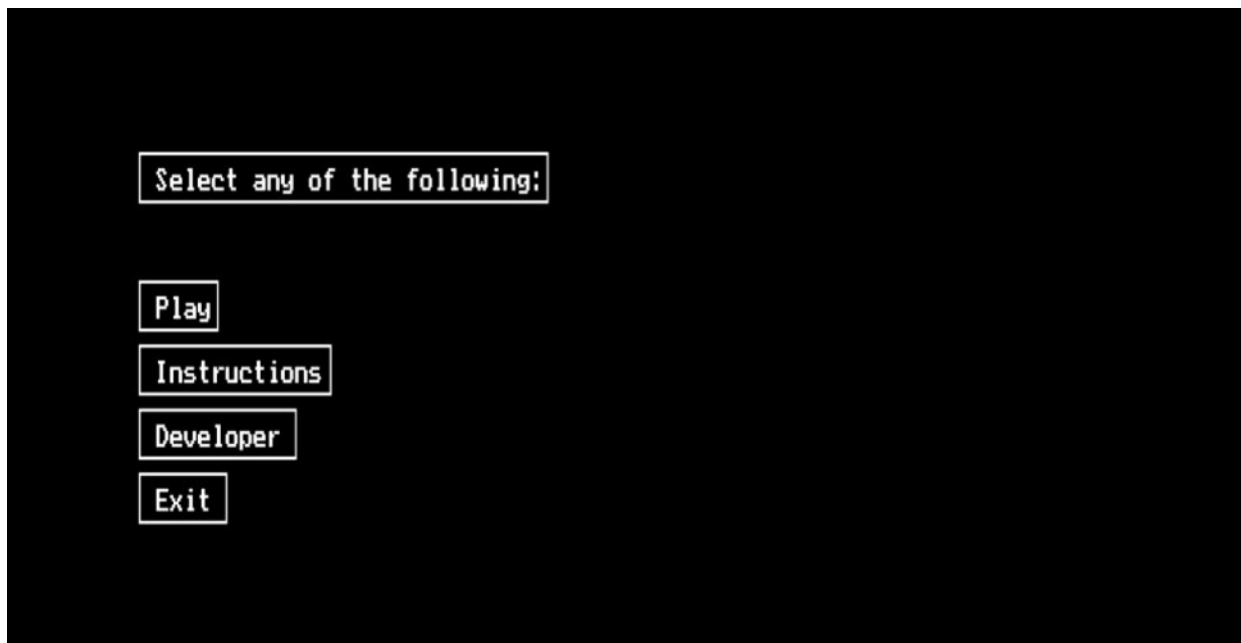 Select any of the following:
Play
Instructions
Developer
Exit